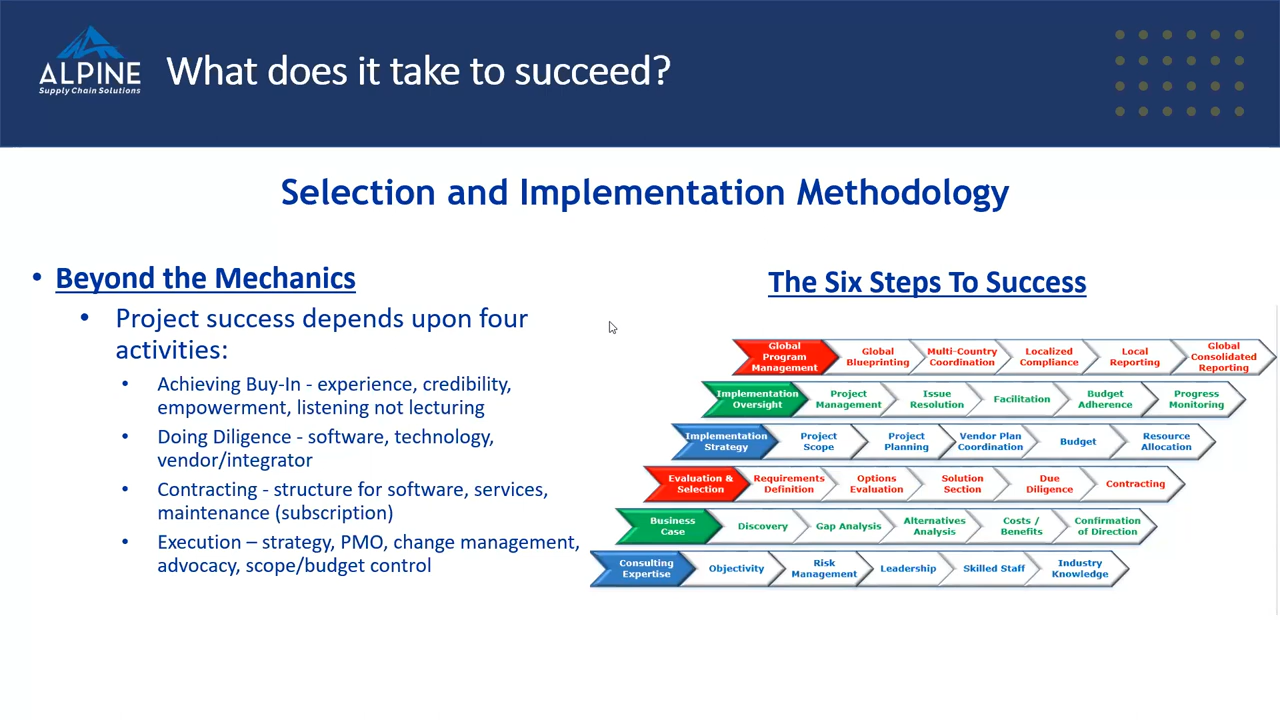 ALPINE
Supply Chain Solutions
What does it take to succeed?
Selection and Implementation Methodology
• Beyond the Mechanics
• Project success depends upon four
activities:
• Achieving Buy-In - experience, credibility,
empowerment, listening not lecturing
• Doing Diligence - software, technology,
vendor/integrator
• Contracting - structure for software, services,
maintenance (subscription)
• Execution – strategy, PMO, change management,
advocacy, scope/budget control
The Six Steps To Success
Global
Program
Management
Global
Blueprinting
Multi-Country
Coordination
Localized
Compliance
Local
Reporting
Global
Consolidated
Reporting
Implementation
Oversight
Project
Management
Issue
Resolution
Facilitation
Budget
Adherence
Progress
Monitoring
Implementation
Strategy
Project
Scope
Project
Planning
Vendor Plan
Coordination
Budget
Resource
Allocation
Evaluation &
Selection
Requirements
Definition
Options
Evaluation
Solution
Section
Due
Diligence
Contracting
Business
Case
Discovery
Gap Analysis
Alternatives
Analysis
Costs /
Benefits
Confirmation
of Direction
Consulting
Expertise
Objectivity
Risk
Management
Leadership
Skilled Staff
Industry
Knowledge